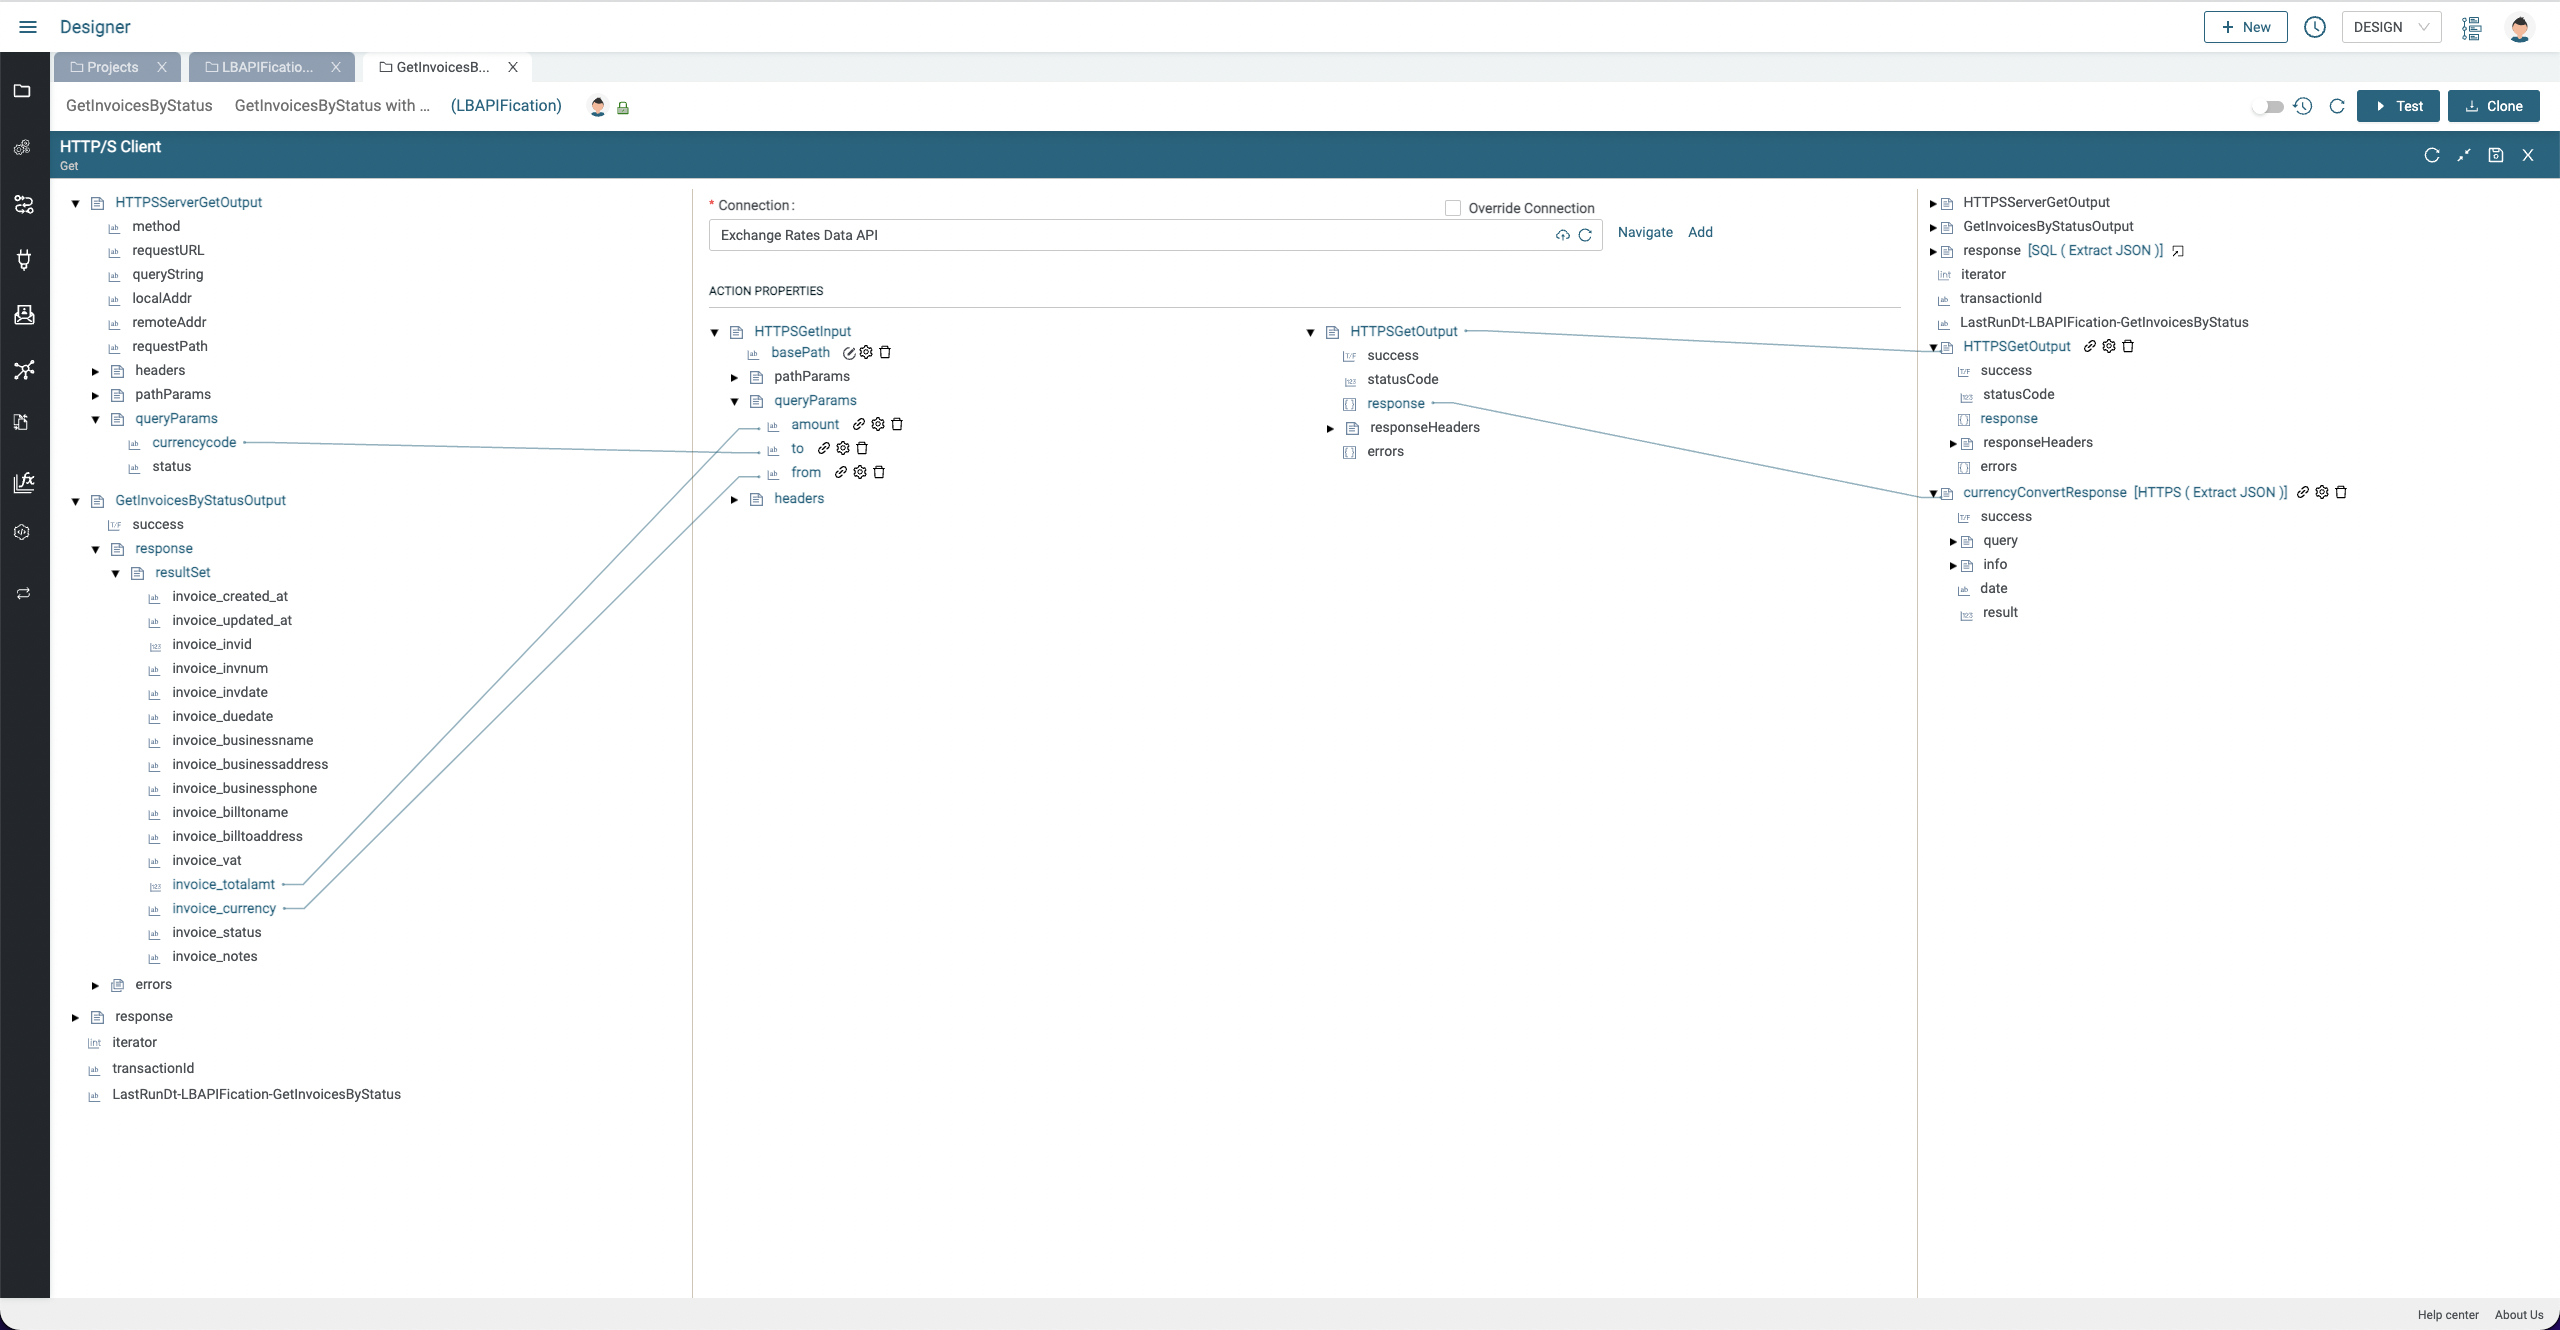 Designer
+ New
DESIGN
Projects X
LBAPIFicatio... X
GetInvoicesB... X
GetInvoicesByStatus GetInvoicesByStatus with ... (LBAPIFication)
Test
Clone
HTTP/S Client
Get
HTTPSServerGetOutput
method
requestURL
queryString
localAddr
remoteAddr
requestPath
headers
pathParams
queryParams
currencycode
status
GetInvoicesByStatusOutput
success
response
resultSet
invoice_created_at
invoice_updated_at
invoice_invid
invoice_invnum
invoice_invdate
invoice_duedate
invoice_businessname
invoice_businessaddress
invoice_businessphone
invoice_billtoname
invoice_billtoaddress
invoice_vat
invoice_totalamt
invoice_currency
invoice_status
invoice_notes
errors
response
iterator
transactionId
LastRunDt-LBAPIFication-GetInvoicesByStatus
* Connection :
Override Connection
Exchange Rates Data API
Navigate Add
ACTION PROPERTIES
HTTPSGetInput
basePath
pathParams
queryParams
amount
to
from
headers
HTTPSGetOutput
success
statusCode
response
responseHeaders
errors
HTTPSServerGetOutput
GetInvoicesByStatusOutput
response [SQL ( Extract JSON )]
iterator
transactionId
LastRunDt-LBAPIFication-GetInvoicesByStatus
HTTPSGetOutput
success
statusCode
response
responseHeaders
errors
currencyConvertResponse [HTTPS ( Extract JSON )]
success
query
info
date
result
Help center About Us